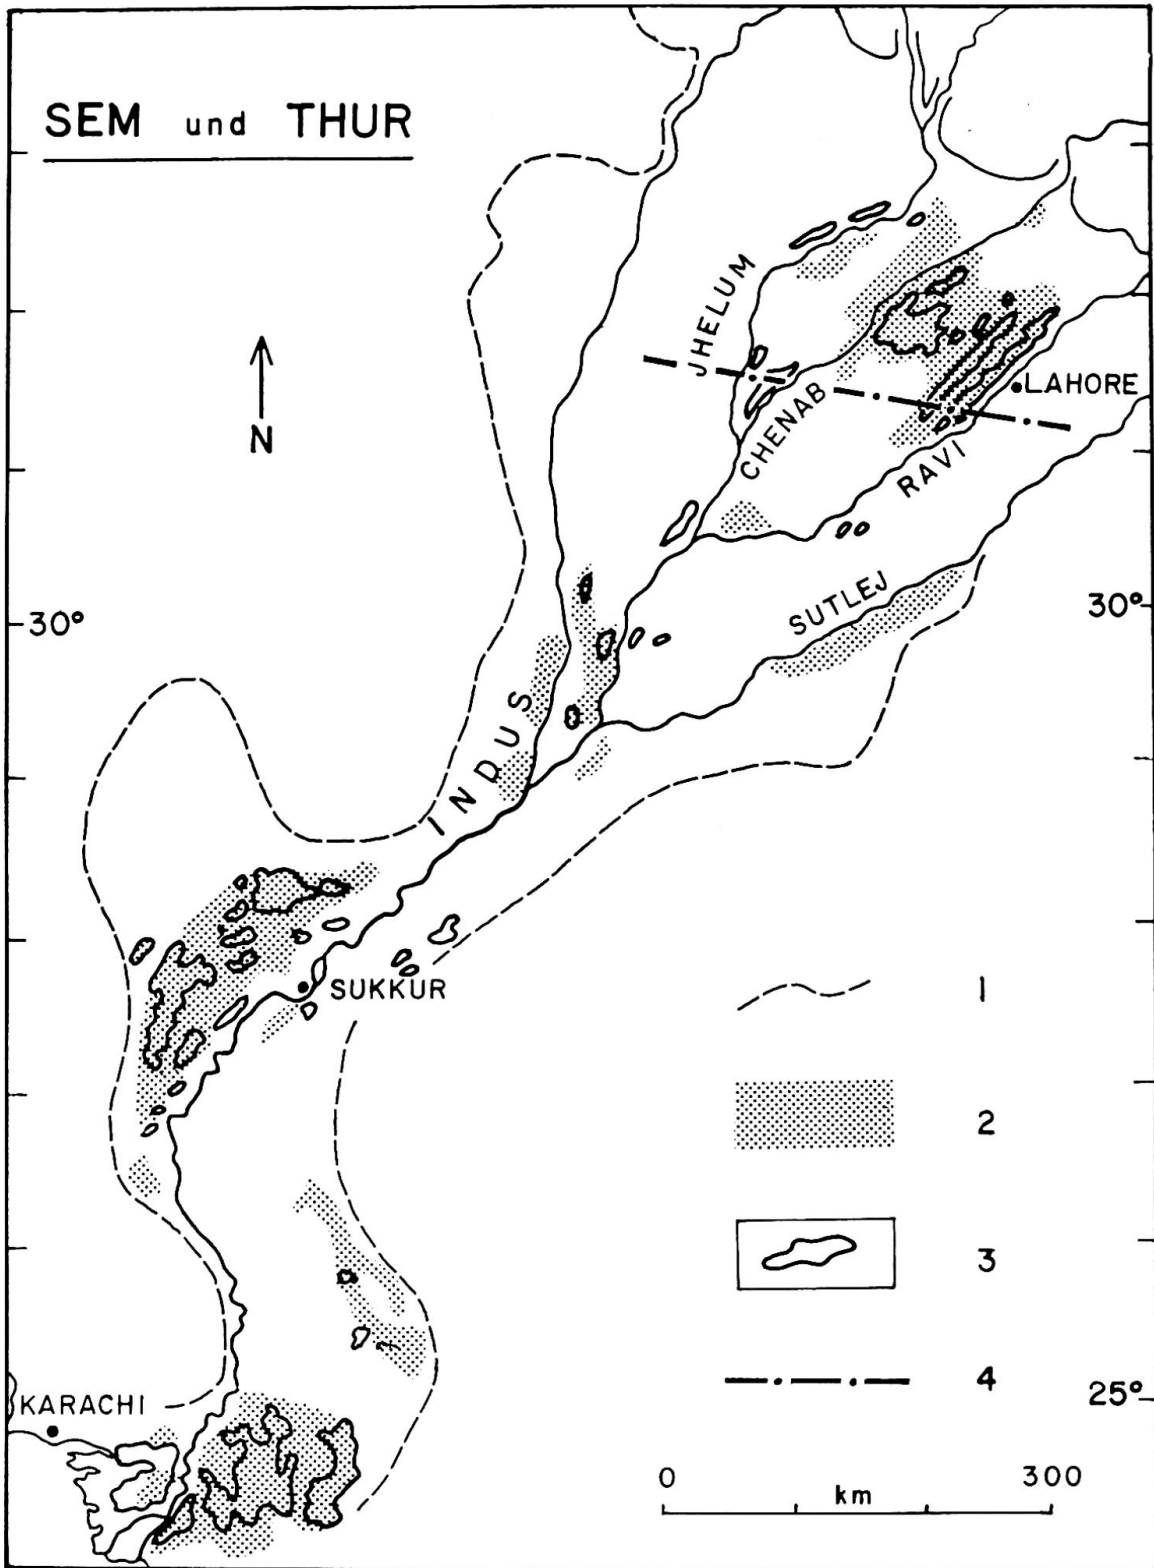 SEM und THUR
N
JHELUM
CHENAB
LAHORE
RAVI
SUTLEJ
30°
30°
INDUS
SUKKUR
1
2
3
4
25°
KARACHI
0 300
km